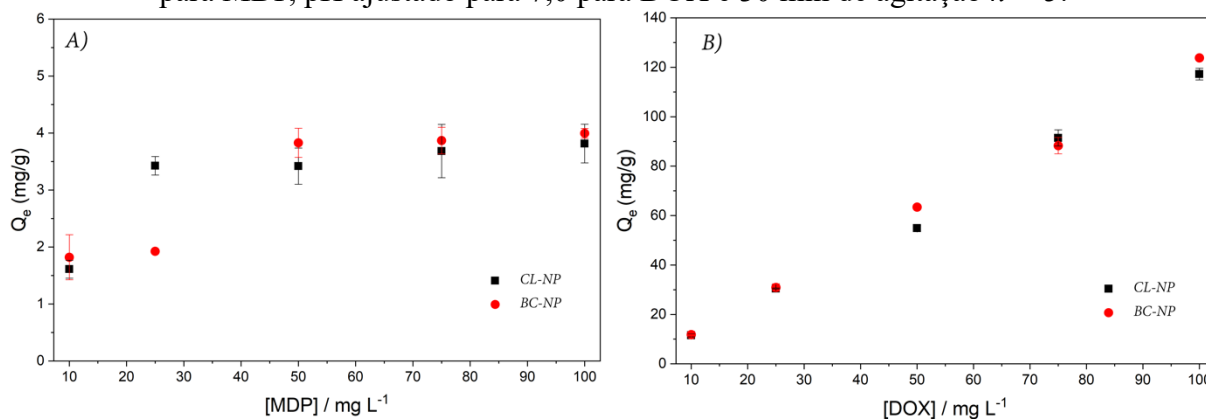 para MDP, pH ajustado para 7,0 para DOX e 30 min de agitação n = 3.
A)
6
5
4
3
2
1
0
Qe (mg/g)
CL-NP
BC-NP
10 20 30 40 50 60 70 80 90 100
[MDP] / mg L-1
B)
140
120
100
80
60
40
20
0
Qe (mg/g)
CL-NP
BC-NP
10 20 30 40 50 60 70 80 90 100
[DOX] / mg L-1